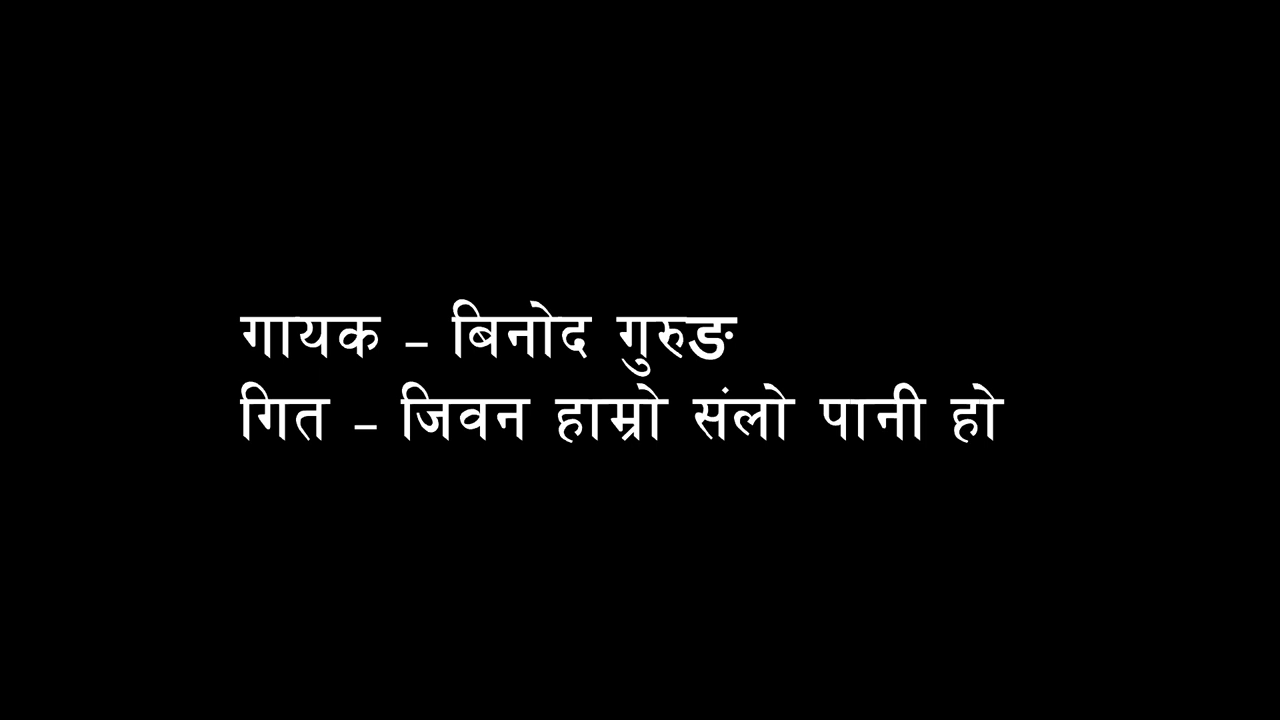 गायक – बिनोद गुरुङ
गित – जिवन हाम्रो संलो पानी हो